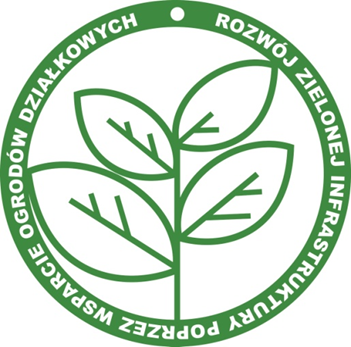 ROZWÓJ ZIELONEJ INFRASTRUKTURY POPRZEZ WSPARCIE OGRODÓW DZIAŁKOWYCH